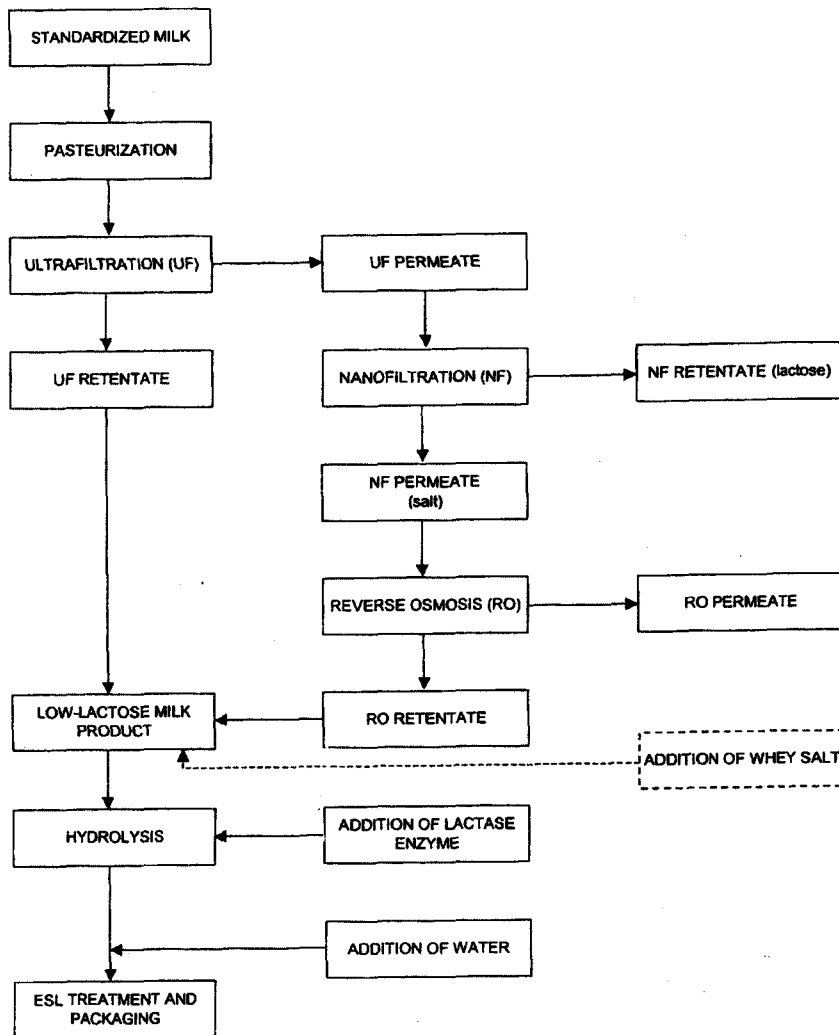 STANDARDIZED MILK
PASTEURIZATION
ULTRAFILTRATION (UF)
UF PERMEATE
UF RETENTATE
NANOFILTRATION (NF)
NF RETENTATE (lactose)
NF PERMEATE
(salt)
REVERSE OSMOSIS (RO)
RO PERMEATE
LOW-LACTOSE MILK
PRODUCT
RO RETENTATE
ADDITION OF WHEY SALT
HYDROLYSIS
ADDITION OF LACTASE
ENZYME
ADDITION OF WATER
ESL TREATMENT AND
PACKAGING